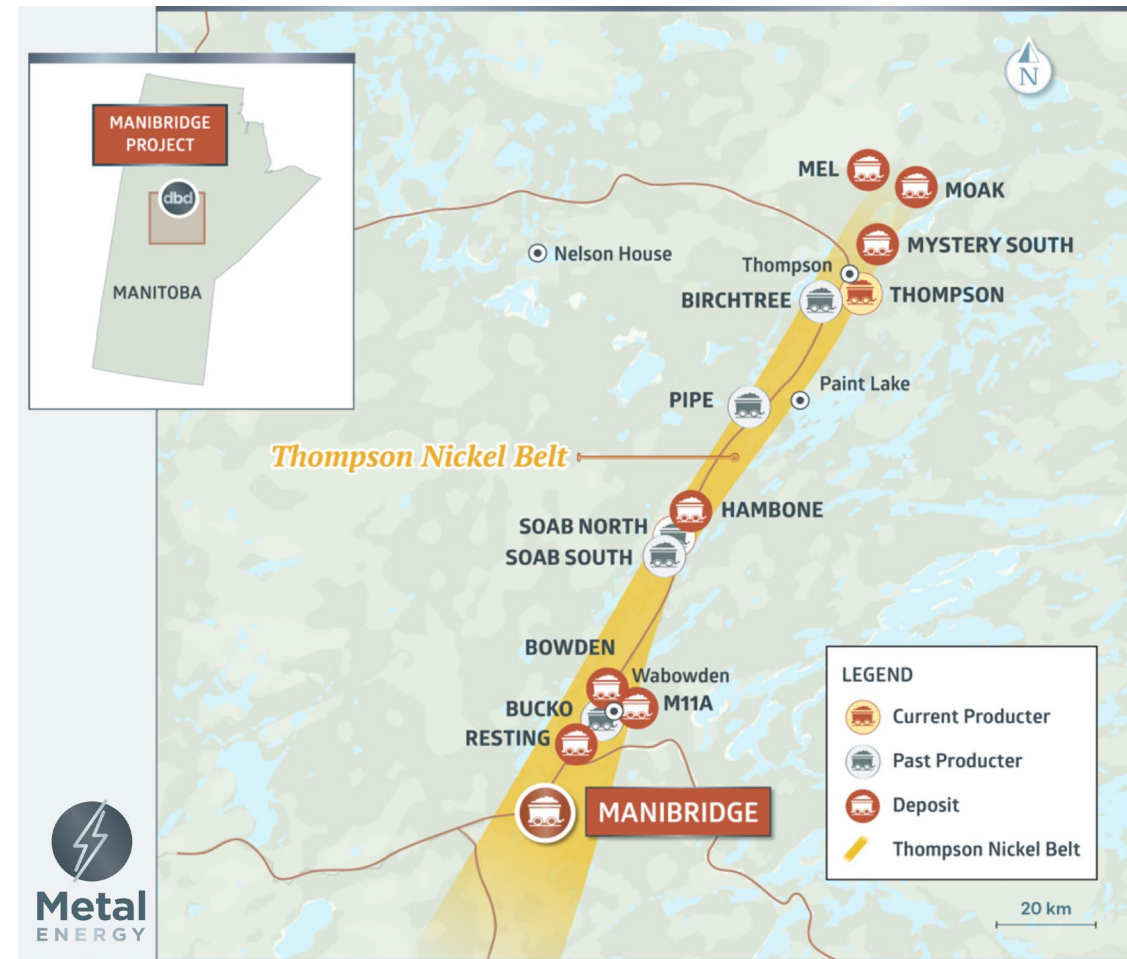 MANIBRIDGE
PROJECT
dbd
MANITOBA
N
MEL
MOAK
MYSTERY SOUTH
Nelson House
Thompson
BIRCHTREE
THOMPSON
PIPE
Paint Lake
Thompson Nickel Belt
HAMBONE
SOAB NORTH
SOAB SOUTH
BOWDEN
Wabowden
BUCKO
M11A
RESTING
MANIBRIDGE
LEGEND
Current Producter
Past Producter
Deposit
Thompson Nickel Belt
20 km
Metal
ENERGY